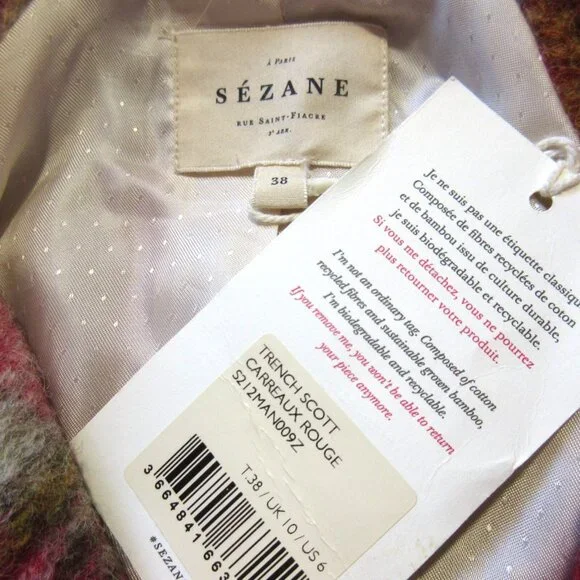 À PARIS
SÉZANE
RUE SAINT-FIACRE
2e ARR.
38
Je ne suis pas une étiquette classique
Composée de fibres recyclées de coton
et de bambou issu de culture durable,
je suis biodégradable et recyclable.
Si vous me détachez, vous ne pourrez
plus retourner votre produit.
I'm not an ordinary tag. Composed of cotton
recycled fibres and sustainable grown bamboo,
I'm biodegradable and recyclable.
If you remove me, you won't be able to return
your piece anymore.
TRENCH SCOTT
CARREAUX ROUGE
S212MAN009Z
T.38 / UK 10 / US 6
3 664841 663
#SEZAN